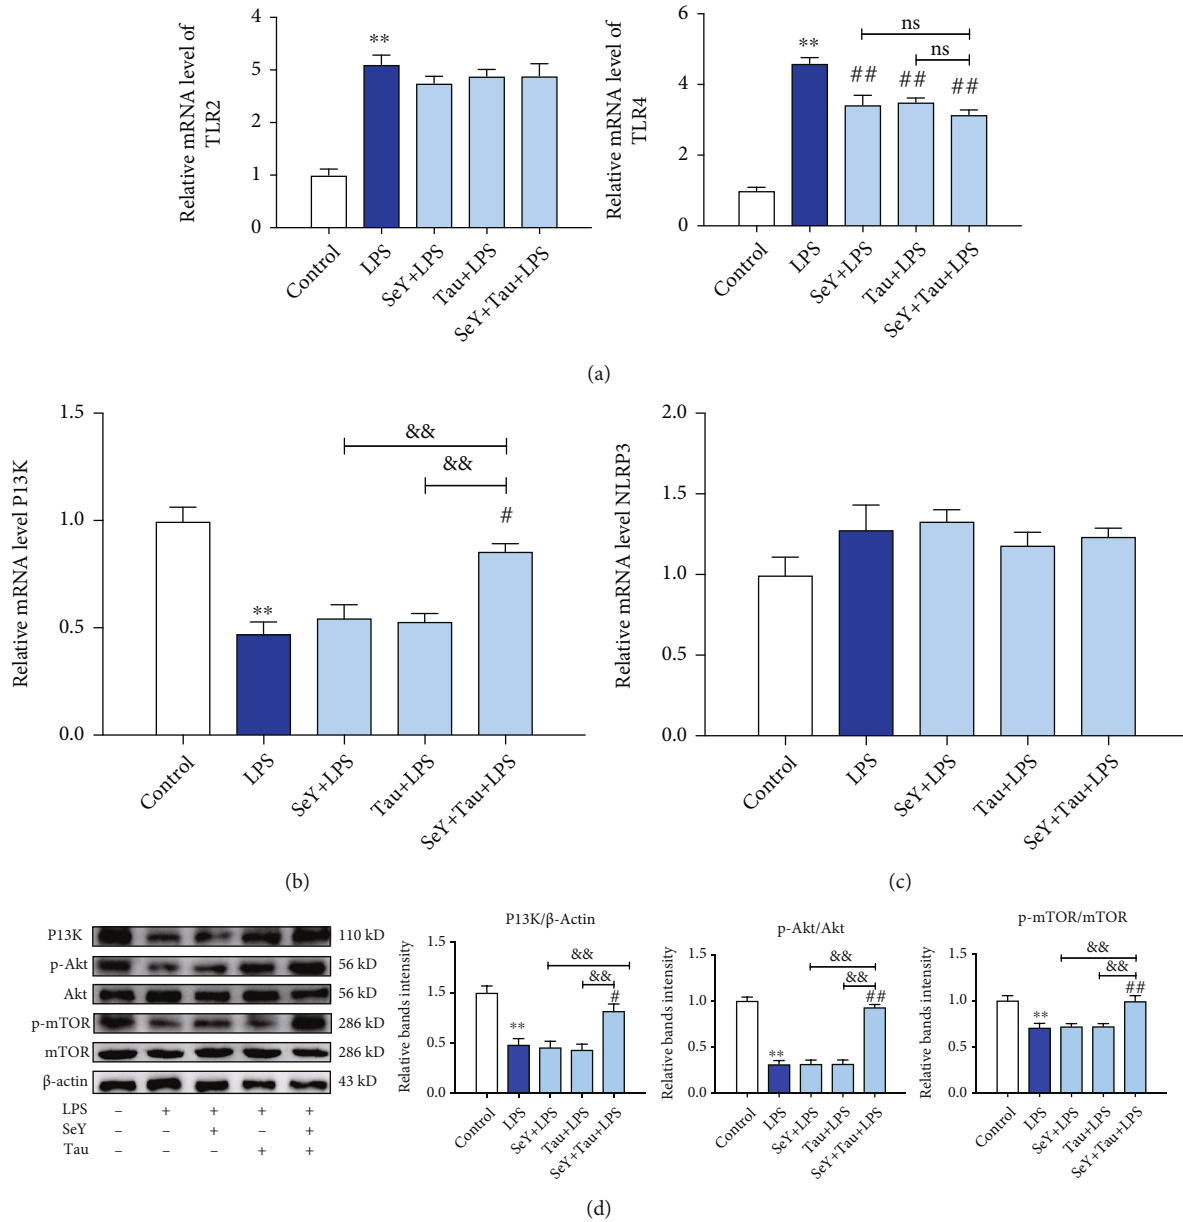 Relative mRNA level of
TLR2
4
5
2
1
0
**
Control
LPS
SeY+LPS
Tau+LPS
SeY+Tau+LPS
Relative mRNA level of
TLR4
6
4
2
0
**
##
##
##
ns
ns
Control
LPS
SeY+LPS
Tau+LPS
SeY+Tau+LPS
(a)
Relative mRNA level P13K
1.5
1.0
0.5
0.0
**
#
&&
&&
Control
LPS
SeY+LPS
Tau+LPS
SeY+Tau+LPS
(b)
Relative mRNA level NLRP3
2.0
1.5
1.0
0.5
0.0
Control
LPS
SeY+LPS
Tau+LPS
SeY+Tau+LPS
(c)
P13K 110 kD
p-Akt 56 kD
Akt 56 kD
p-mTOR 286 kD
mTOR 286 kD
β-actin 43 kD
LPS – + + + +
SeY – – + – +
Tau – – – + +
P13K/β-Actin
Relative bands intensity
1.5
1.5
0.5
0.0
**
#
&&
&&
Control
LPS
SeY+LPS
Tau+LPS
SeY+Tau+LPS
p-Akt/Akt
Relative bands intensity
1.5
1.0
0.5
0.0
**
##
&&
&&
Control
LPS
SeY+LPS
Tau+LPS
SeY+Tau+LPS
p-mTOR/mTOR
Relative bands intensity
1.5
1.0
0.5
0.0
**
##
&&
&&
Control
LPS
SeY+LPS
Tau+LPS
SeY+Tau+LPS
(d)